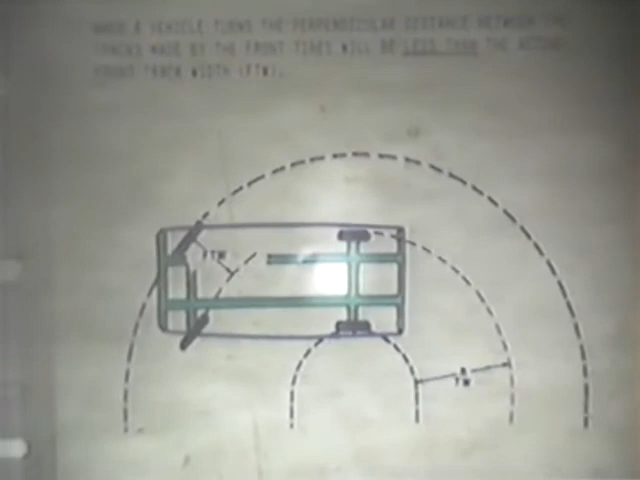 WHEN A VEHICLE TURNS THE PERPENDICULAR DISTANCE BETWEEN THE
TRACKS MADE BY THE FRONT TIRES WILL BE LESS THAN THE ACTUAL
FRONT TRACK WIDTH (FTW).
FTW
R
TW